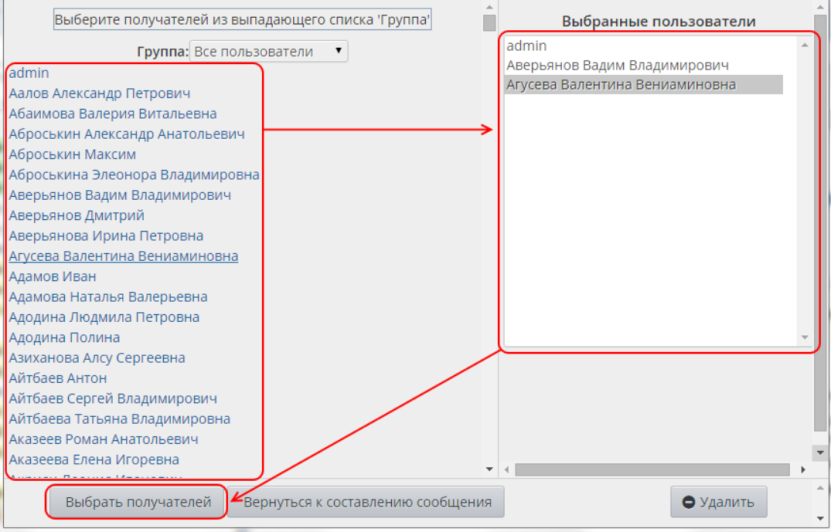 Выберите получателей из выпадающего списка 'Группа'
Группа: Все пользователи
admin
Аалов Александр Петрович
Абаимова Валерия Витальевна
Аброськин Александр Анатольевич
Аброськин Максим
Аброськина Элеонора Владимировна
Аверьянов Вадим Владимирович
Аверьянов Дмитрий
Аверьянова Ирина Петровна
Агусева Валентина Вениаминовна
Адамов Иван
Адамова Наталья Валерьевна
Адодина Людмила Петровна
Адодина Полина
Азиханова Алсу Сергеевна
Айтбаев Антон
Айтбаев Сергей Владимирович
Айтбаева Татьяна Владимировна
Аказеев Роман Анатольевич
Аказеева Елена Игоревна
Выбранные пользователи
admin
Аверьянов Вадим Владимирович
Агусева Валентина Вениаминовна
Выбрать получателей
Вернуться к составлению сообщения
Удалить